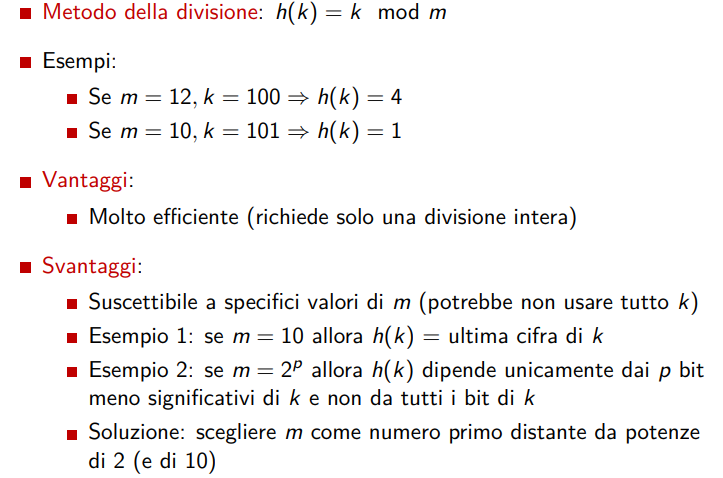 Metodo della divisione: h(k) = k mod m
Esempi:
Se m = 12, k = 100 ⇒ h(k) = 4
Se m = 10, k = 101 ⇒ h(k) = 1
Vantaggi:
Molto efficiente (richiede solo una divisione intera)
Svantaggi:
Suscettibile a specifici valori di m (potrebbe non usare tutto k)
Esempio 1: se m = 10 allora h(k) = ultima cifra di k
Esempio 2: se m = 2^p allora h(k) dipende unicamente dai p bit
meno significativi di k e non da tutti i bit di k
Soluzione: scegliere m come numero primo distante da potenze
di 2 (e di 10)